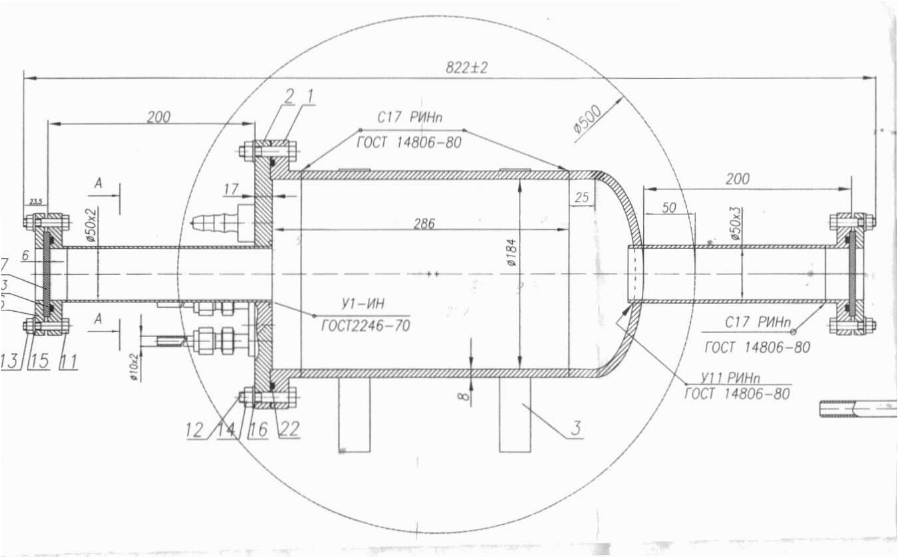 822±2
200
2 1
С17 РИНп
ГОСТ 14806-80
ø500
А
17
23,5
ø50х2
286
25
ø184
200
50
ø50х3
6
7
3
У1-ИН
ГОСТ2246-70
С17 РИНп
ГОСТ 14806-80
А
13 15 11
ø10х2
8
У11 РИНп
ГОСТ 14806-80
12 14 16 22
3